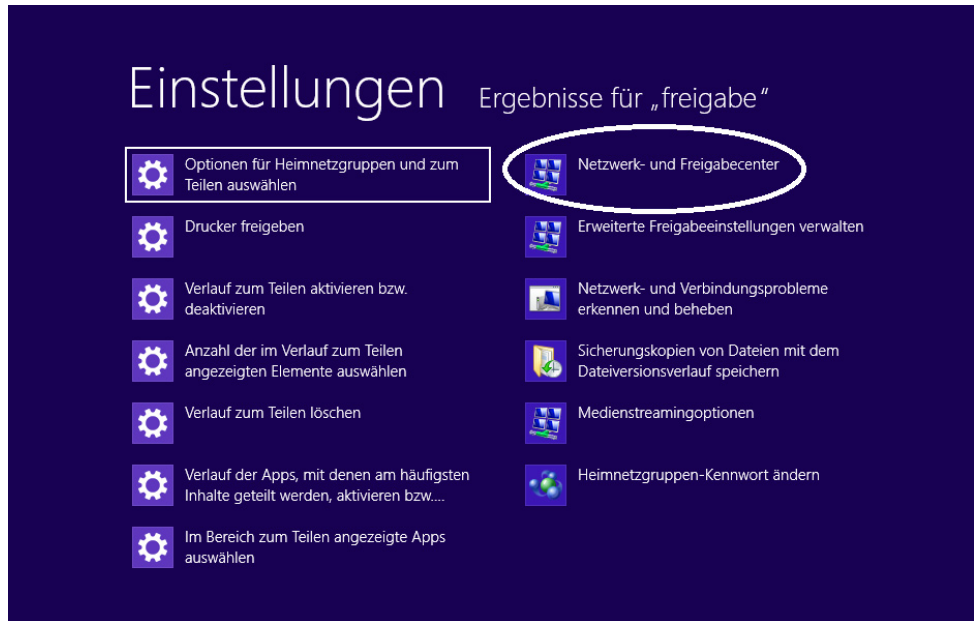 Einstellungen Ergebnisse für „freigabe“
Optionen für Heimnetzgruppen und zum
Teilen auswählen
Drucker freigeben
Verlauf zum Teilen aktivieren bzw.
deaktivieren
Anzahl der im Verlauf zum Teilen
angezeigten Elemente auswählen
Verlauf zum Teilen löschen
Verlauf der Apps, mit denen am häufigsten
Inhalte geteilt werden, aktivieren bzw....
Im Bereich zum Teilen angezeigte Apps
auswählen
Netzwerk- und Freigabecenter
Erweiterte Freigabeeinstellungen verwalten
Netzwerk- und Verbindungsprobleme
erkennen und beheben
Sicherungskopien von Dateien mit dem
Dateiversionsverlauf speichern
Medienstreamingoptionen
Heimnetzgruppen-Kennwort ändern